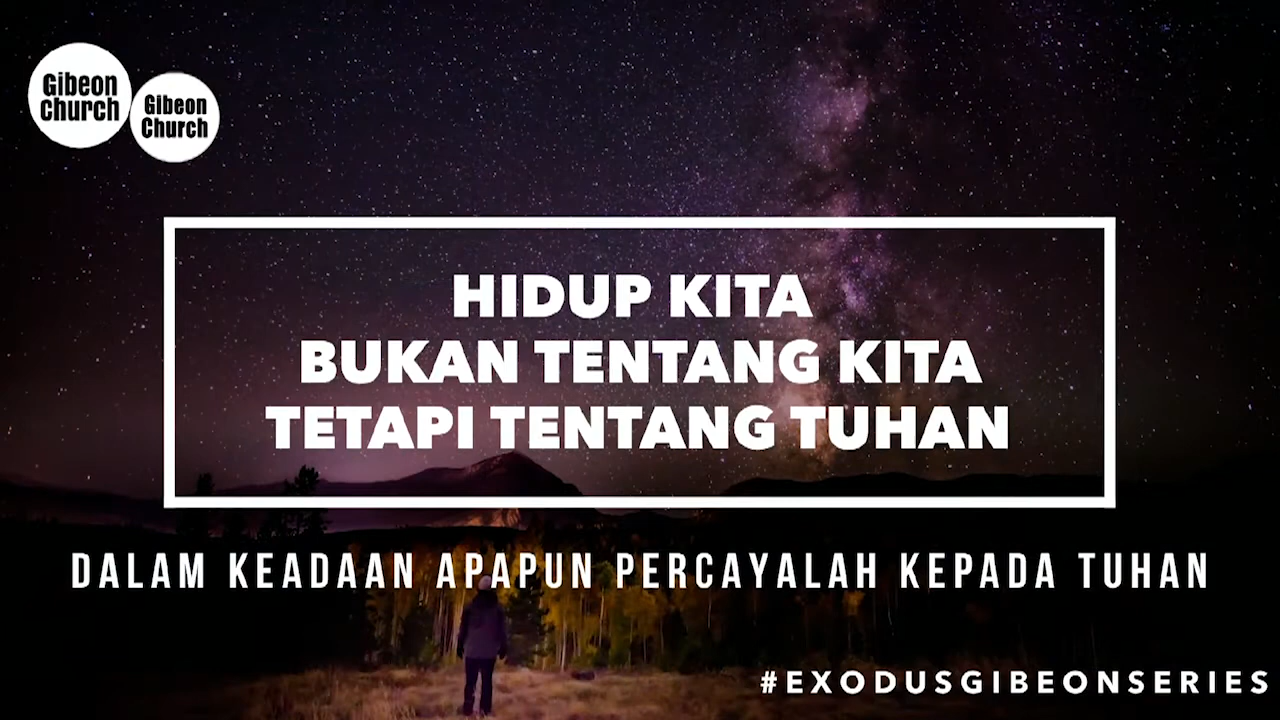 Gibeon
Church
Gibeon
Church
HIDUP KITA
BUKAN TENTANG KITA
TETAPI TENTANG TUHAN
DALAM KEADAAN APAPUN PERCAYALAH KEPADA TUHAN
#EXODUSGIBEONSERIES